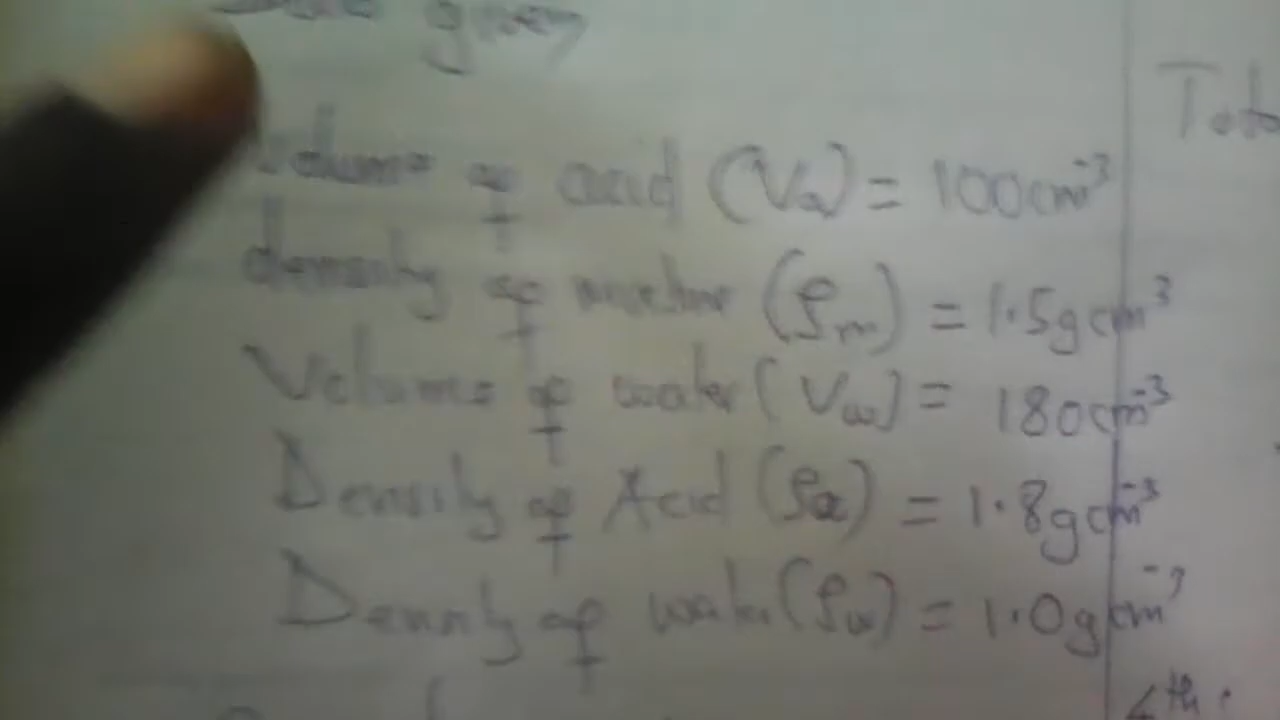 given
Volume of acid (Va) = 100cm⁻³
density of mixture (ρm) = 1.5gcm⁻³
Volume of water (Vw) = 180cm⁻³
Density of Acid (ρa) = 1.8gcm⁻³
Density of water (ρw) = 1.0gcm⁻³